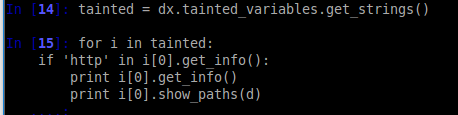 In [14]: tainted = dx.tainted_variables.get_strings()
In [15]: for i in tainted:
if 'http' in i[0].get_info():
print i[0].get_info()
print i[0].show_paths(d)